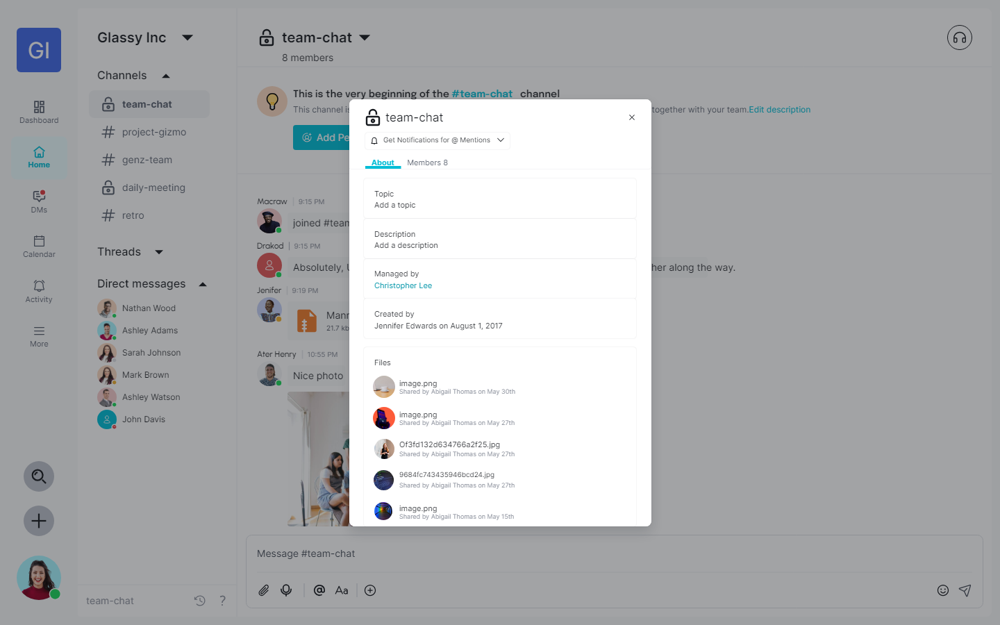 GI
Dashboard
Home
DMs
Calendar
Activity
More
Glassy Inc
Channels
team-chat
project-gizmo
genz-team
daily-meeting
retro
Threads
Direct messages
Nathan Wood
Ashley Adams
Sarah Johnson
Mark Brown
Ashley Watson
John Davis
team-chat
?
team-chat
8 members
This is the very beginning of the #team-chat channel
This channel is
together with your team.Edit description
Add Pe
Macraw | 9:15 PM
joined #team
Drakod | 9:15 PM
Absolutely, U
her along the way.
Jenifer | 9:19 PM
Manr
21.7 kb
Ater Henry | 10:55 PM
Nice photo
team-chat
Get Notifications for @ Mentions
About Members 8
Topic
Add a topic
Description
Add a description
Managed by
Christopher Lee
Created by
Jennifer Edwards on August 1, 2017
Files
image.png
Shared by Abigail Thomas on May 30th
image.png
Shared by Abigail Thomas on May 27th
Of3fd132d634766a2f25.jpg
Shared by Abigail Thomas on May 27th
9684fc743435946bcd24.jpg
Shared by Abigail Thomas on May 27th
image.png
Shared by Abigail Thomas on May 15th
Message #team-chat
@ Aa